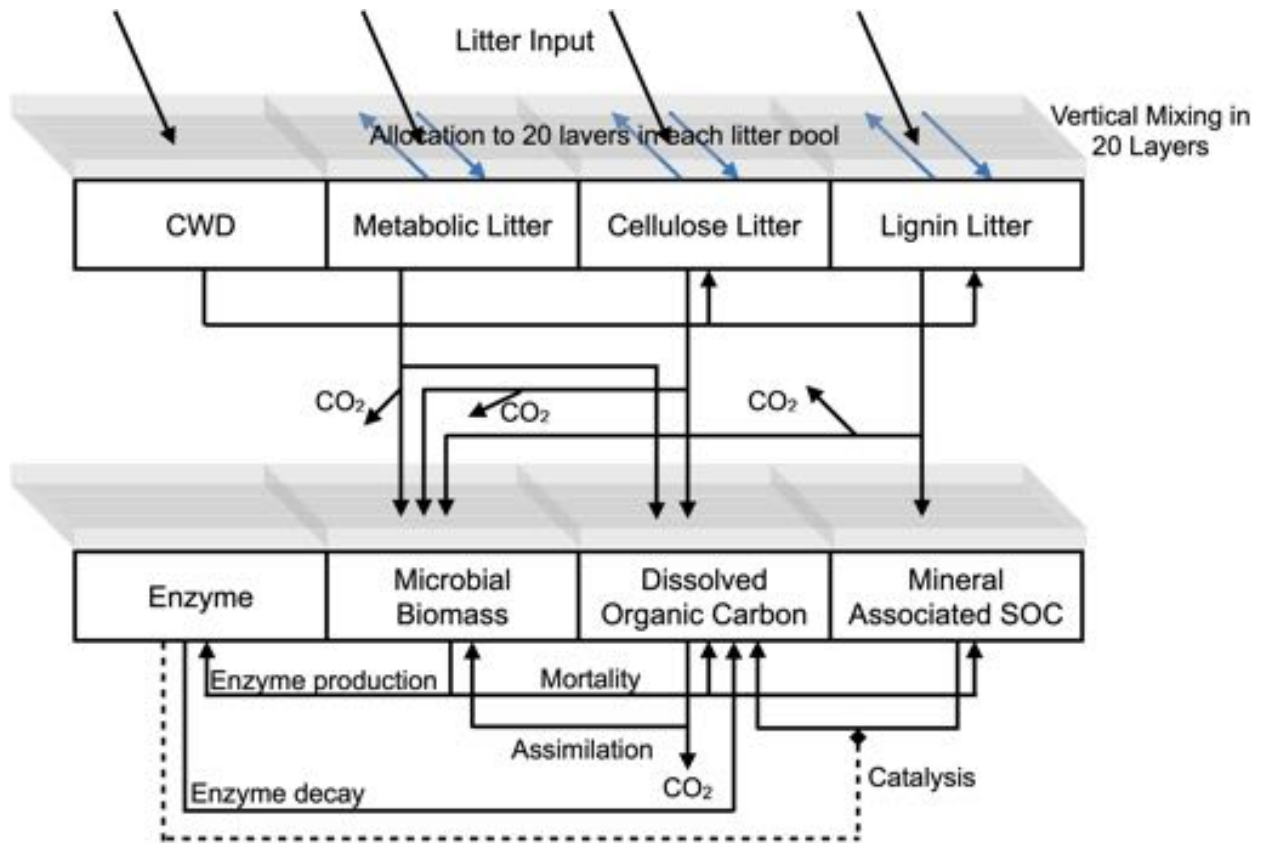 Litter Input
Vertical Mixing in
20 Layers
Allocation to 20 layers in each litter pool
CWD
Metabolic Litter
Cellulose Litter
Lignin Litter
CO₂
CO₂
CO₂
Enzyme
Microbial
Biomass
Dissolved
Organic Carbon
Mineral
Associated SOC
Enzyme production
Mortality
Assimilation
Catalysis
CO₂
Enzyme decay